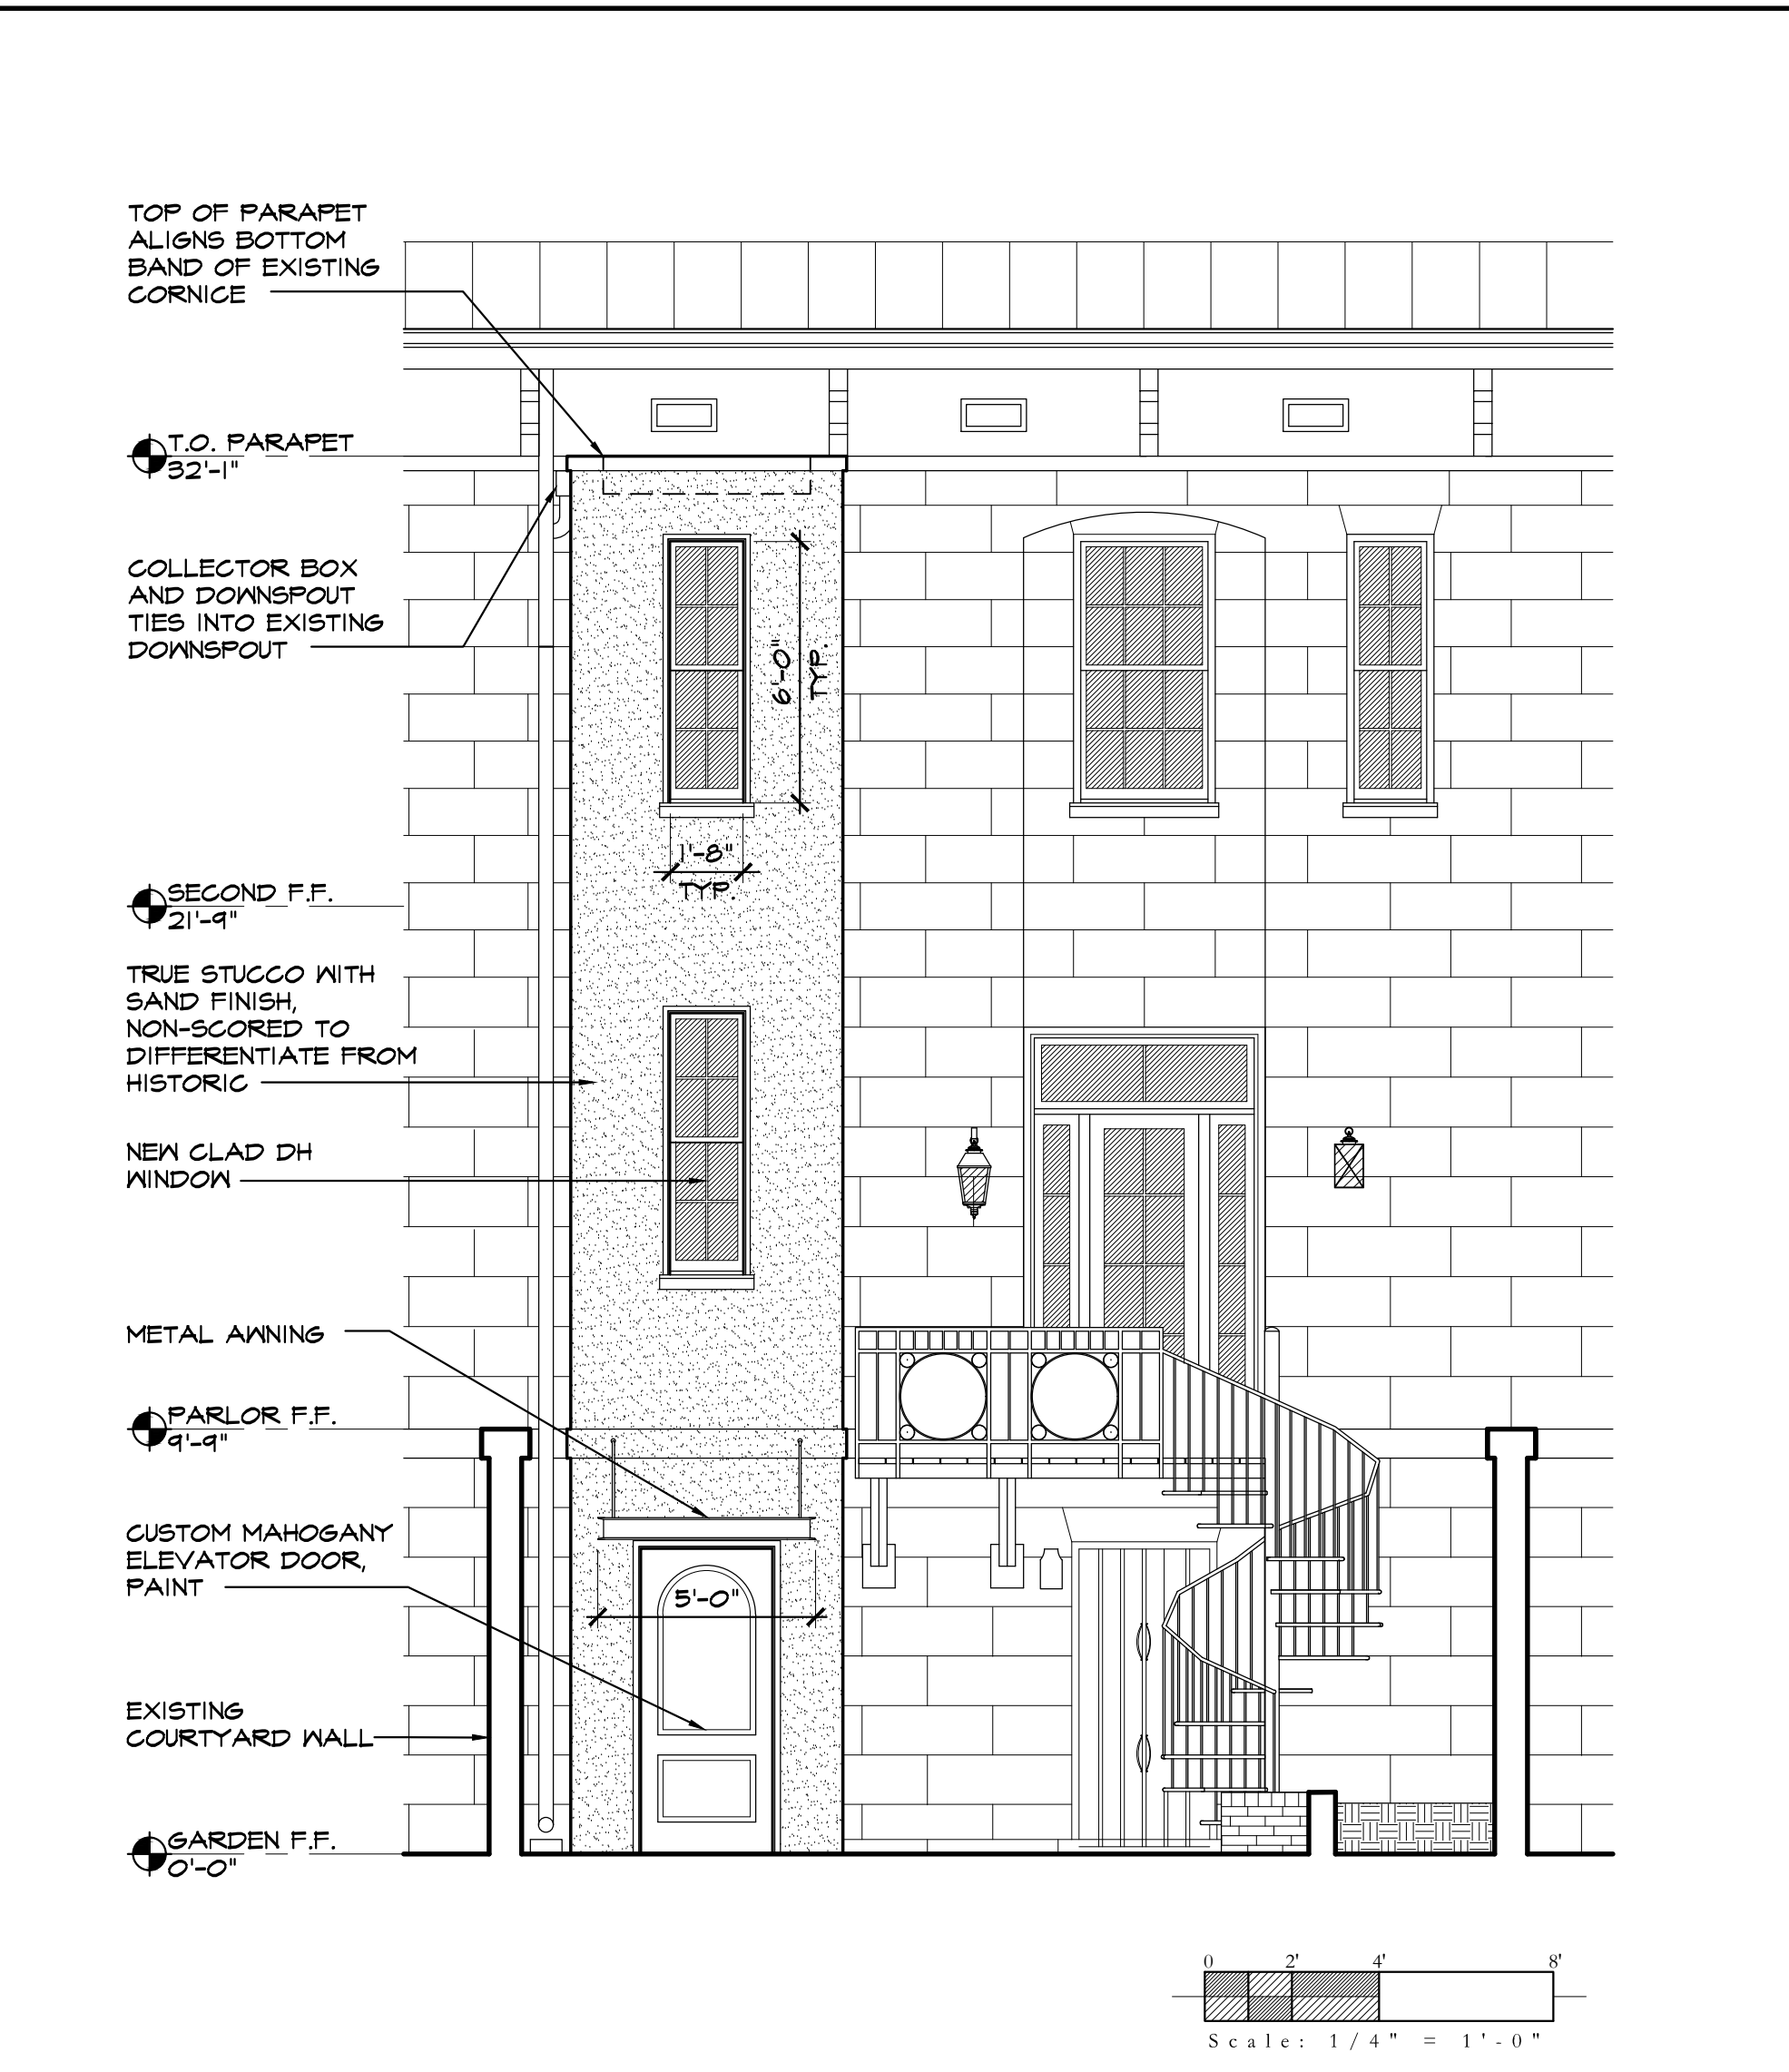 TOP OF PARAPET
ALIGNS BOTTOM
BAND OF EXISTING
CORNICE
T.O. PARAPET
32'-1"
COLLECTOR BOX
AND DOWNSPOUT
TIES INTO EXISTING
DOWNSPOUT
6'-0"
TYP.
1'-8"
TYP.
SECOND F.F.
21'-9"
TRUE STUCCO WITH
SAND FINISH,
NON-SCORED TO
DIFFERENTIATE FROM
HISTORIC
NEW CLAD DH
WINDOW
METAL AWNING
PARLOR F.F.
9'-9"
CUSTOM MAHOGANY
ELEVATOR DOOR,
PAINT
5'-0"
EXISTING
COURTYARD WALL
GARDEN F.F.
0'-0"
0 2' 4' 8'
Scale: 1/4" = 1'-0"